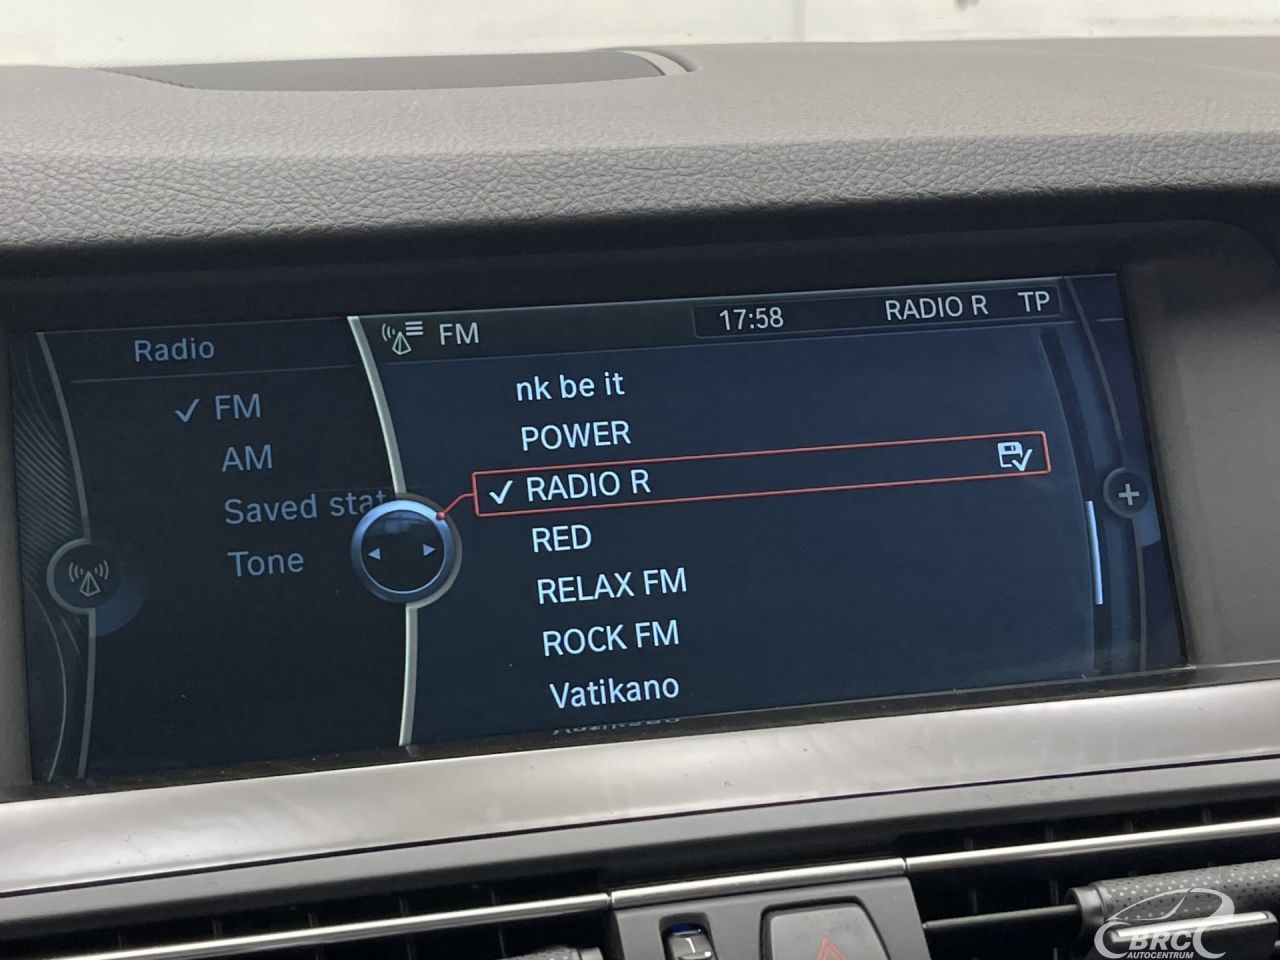 Radio
FM
AM
Saved stat
Tone
FM
17:58 RADIO R TP
nk be it
POWER
RADIO R
RED
RELAX FM
ROCK FM
Vatikano
BRC
AUTOCENTRUM